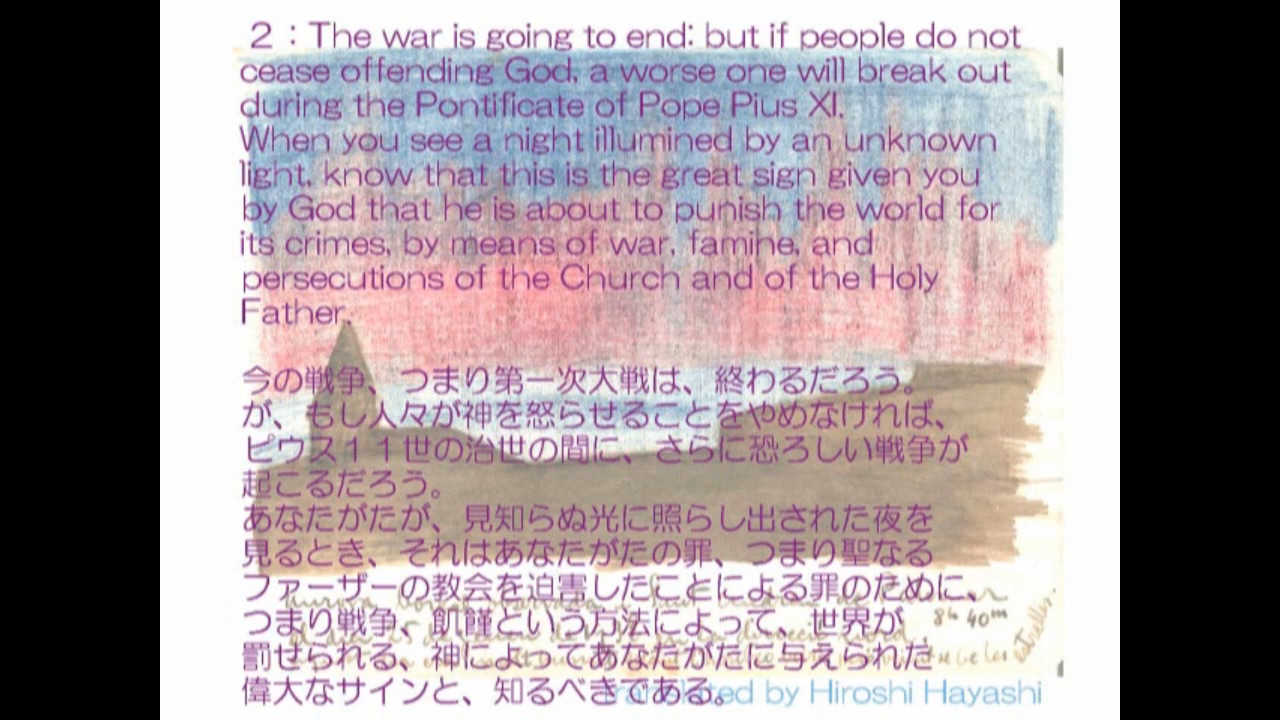 2：The war is going to end: but if people do not
cease offending God, a worse one will break out
during the Pontificate of Pope Pius XI.
When you see a night illumined by an unknown
light, know that this is the great sign given you
by God that he is about to punish the world for
its crimes, by means of war, famine, and
persecutions of the Church and of the Holy
Father.
今の戦争、つまり第一次大戦は、終わるだろう。
が、もし人々が神を怒らせることをやめなければ、
ピウス１１世の治世の間に、さらに恐ろしい戦争が
起こるだろう。
あなたがたが、見知らぬ光に照らし出された夜を
見るとき、それはあなたがたの罪、つまり聖なる
ファーザーの教会を迫害したことによる罪のために、
つまり戦争、飢饉という方法によって、世界が
8h 40m
罰せられる、神によってあなたがたに与えられた
偉大なサインと、知るべきである。
by Hiroshi Hayashi